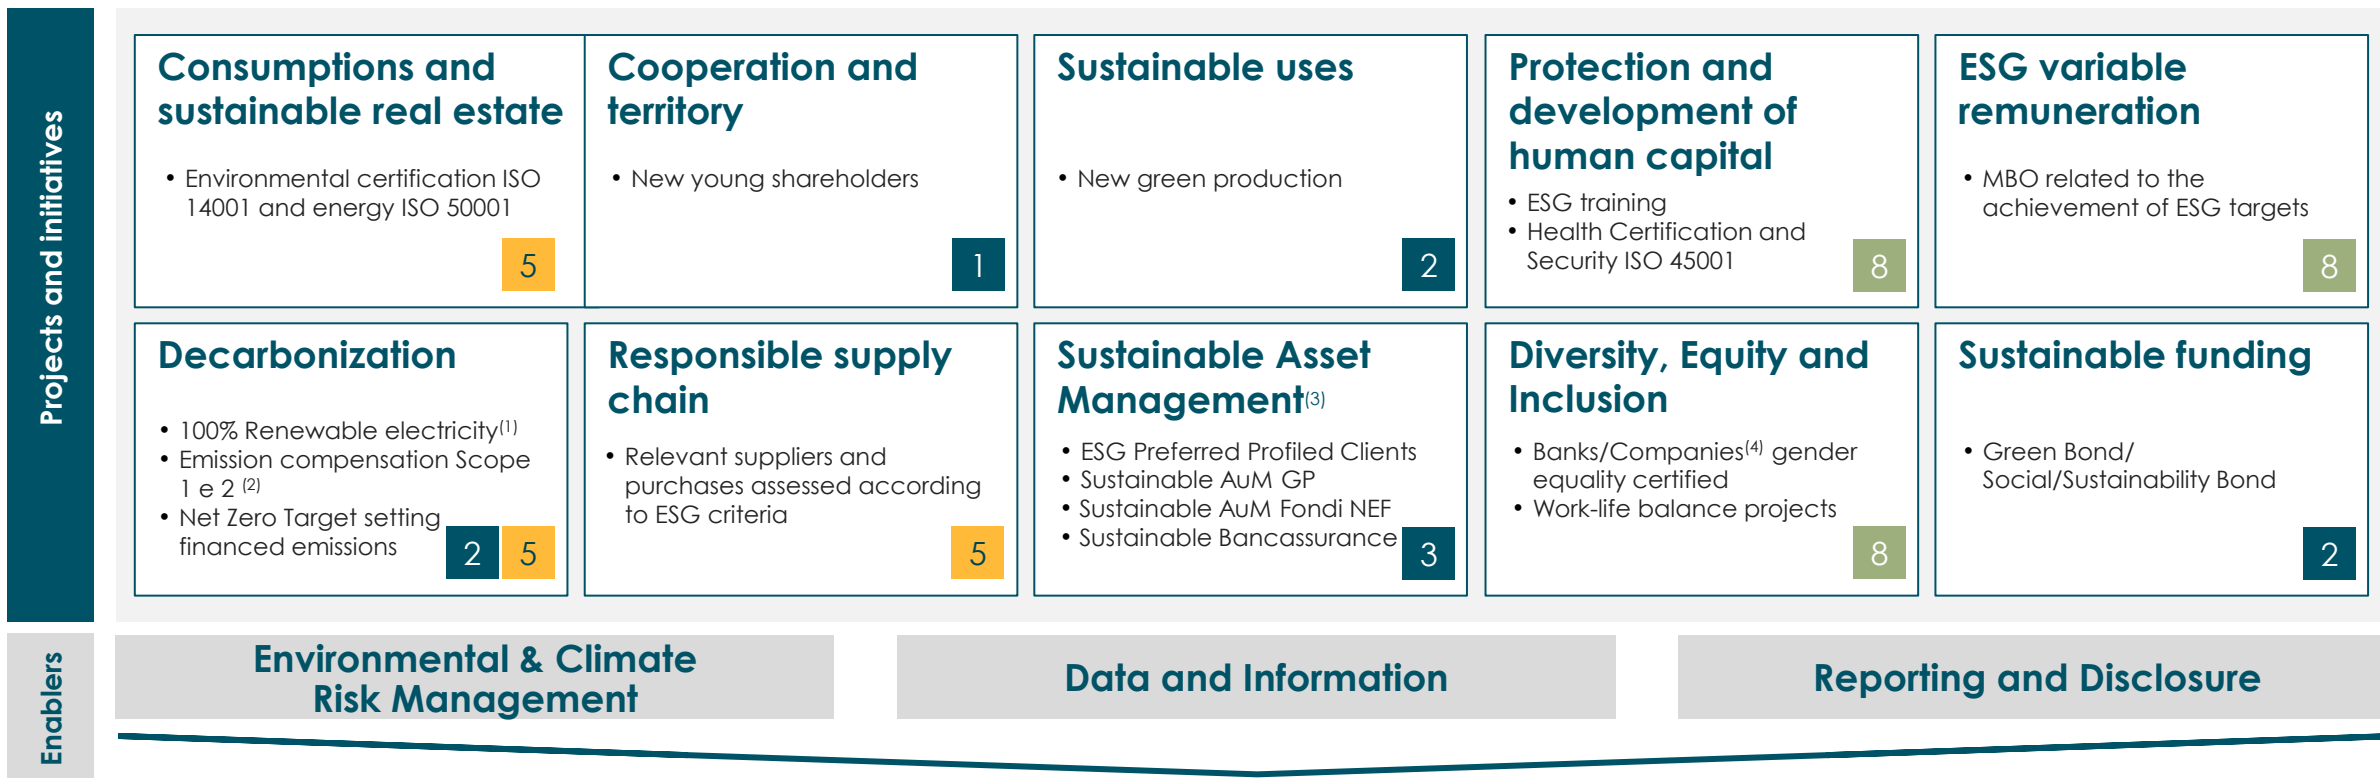 Projects and initiatives
Consumptions and
sustainable real estate
• Environmental certification ISO
14001 and energy ISO 50001
5
Cooperation and
territory
• New young shareholders
1
Sustainable uses
• New green production
2
Protection and
development of
human capital
• ESG training
• Health Certification and
Security ISO 45001
8
ESG variable
remuneration
• MBO related to the
achievement of ESG targets
8
Decarbonization
• 100% Renewable electricity(1)
• Emission compensation Scope
1 e 2 (2)
• Net Zero Target setting
financed emissions
2 5
Responsible supply
chain
• Relevant suppliers and
purchases assessed according
to ESG criteria
5
Sustainable Asset
Management(3)
• ESG Preferred Profiled Clients
• Sustainable AuM GP
• Sustainable AuM Fondi NEF
• Sustainable Bancassurance
3
Diversity, Equity and
Inclusion
• Banks/Companies(4) gender
equality certified
• Work-life balance projects
8
Sustainable funding
• Green Bond/
Social/Sustainability Bond
2
Enablers
Environmental & Climate
Risk Management
Data and Information
Reporting and Disclosure